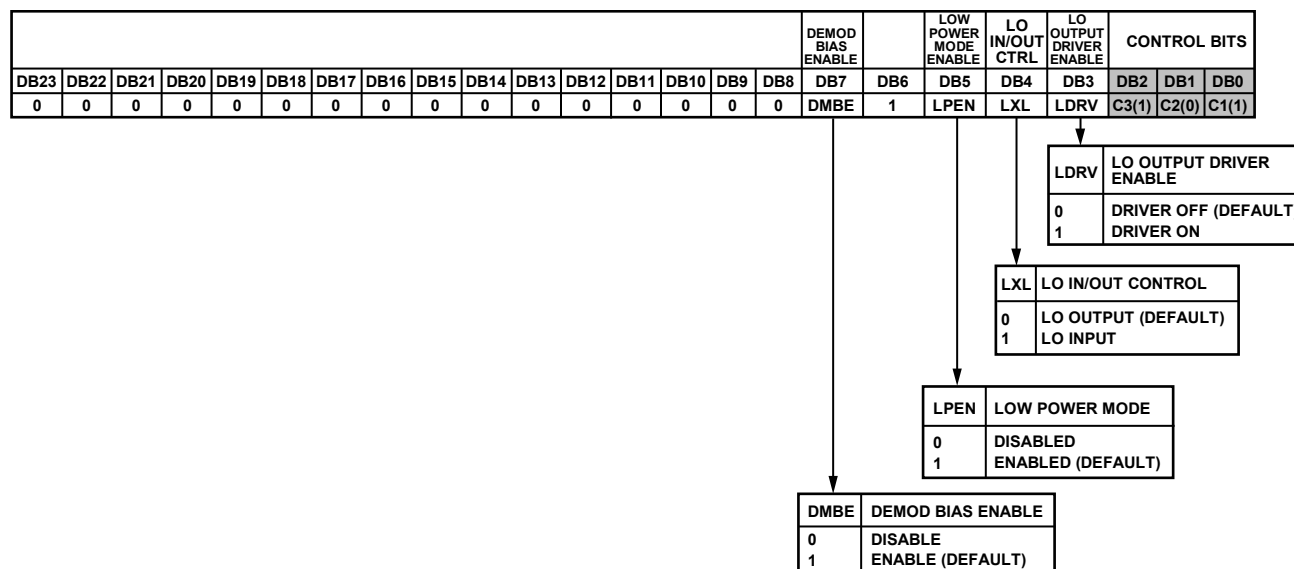 DEMOD BIAS ENABLE
LOW POWER MODE ENABLE
LO IN/OUT CTRL
LO OUTPUT DRIVER ENABLE
CONTROL BITS
DB23 DB22 DB21 DB20 DB19 DB18 DB17 DB16 DB15 DB14 DB13 DB12 DB11 DB10 DB9 DB8 DB7 DB6 DB5 DB4 DB3 DB2 DB1 DB0
0 0 0 0 0 0 0 0 0 0 0 0 0 0 0 0 DMBE 1 LPEN LXL LDRV C3(1) C2(0) C1(1)
LDRV LO OUTPUT DRIVER
ENABLE
0 DRIVER OFF (DEFAULT
1 DRIVER ON
LXL LO IN/OUT CONTROL
0 LO OUTPUT (DEFAULT)
1 LO INPUT
LPEN LOW POWER MODE
0 DISABLED
1 ENABLED (DEFAULT)
DMBE DEMOD BIAS ENABLE
0 DISABLE
1 ENABLE (DEFAULT)